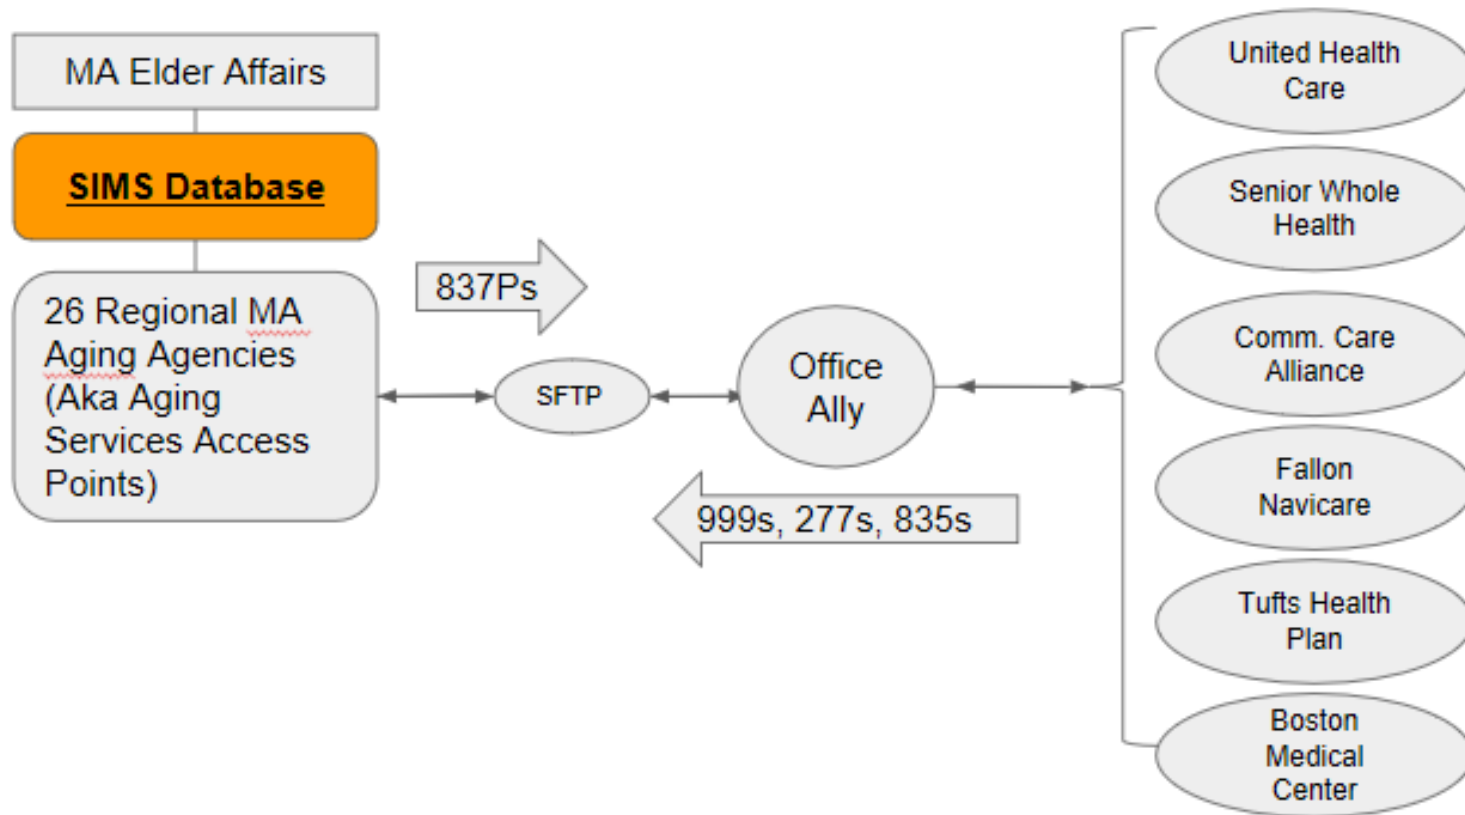 MA Elder Affairs
SIMS Database
26 Regional MA
Aging Agencies
(Aka Aging
Services Access
Points)
837Ps
SFTP
Office
Ally
999s, 277s, 835s
United Health
Care
Senior Whole
Health
Comm. Care
Alliance
Fallon
Navicare
Tufts Health
Plan
Boston
Medical
Center